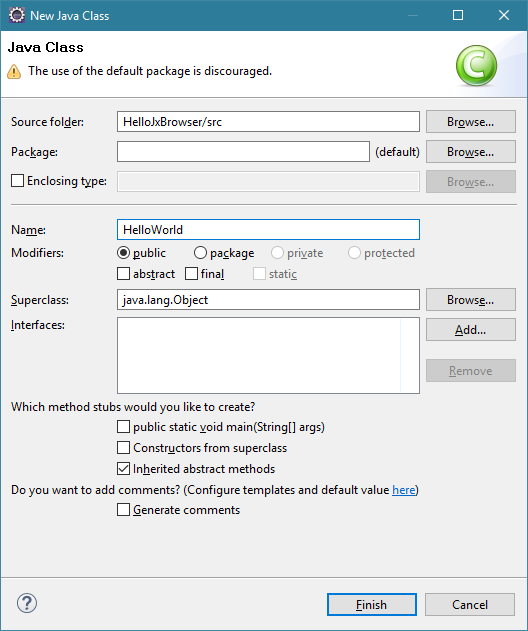 New Java Class
Java Class
The use of the default package is discouraged.
C
Source folder: HelloJxBrowser/src Browse...
Package: (default) Browse...
Enclosing type: Browse...
Name: HelloWorld
Modifiers: public package private protected
abstract final static
Superclass: java.lang.Object Browse...
Interfaces: Add...
Remove
Which method stubs would you like to create?
public static void main(String[] args)
Constructors from superclass
Inherited abstract methods
Do you want to add comments? (Configure templates and default value here)
Generate comments
? Finish Cancel